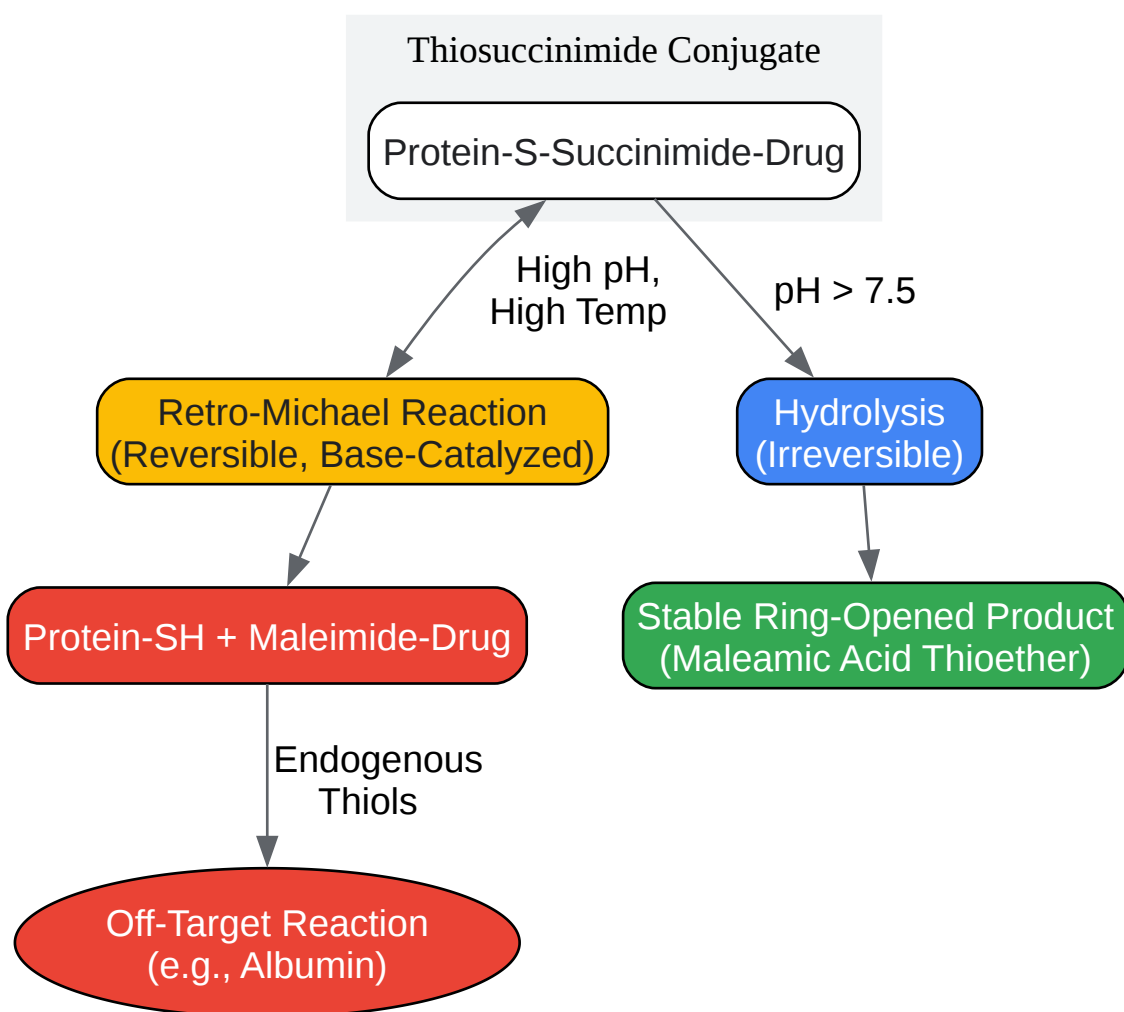 Thiosuccinimide Conjugate
Protein-S-Succinimide-Drug
High pH,
High Temp
pH > 7.5
Retro-Michael Reaction
(Reversible, Base-Catalyzed)
Hydrolysis
(Irreversible)
Protein-SH + Maleimide-Drug
Stable Ring-Opened Product
(Maleamic Acid Thioether)
Endogenous
Thiols
Off-Target Reaction
(e.g., Albumin)